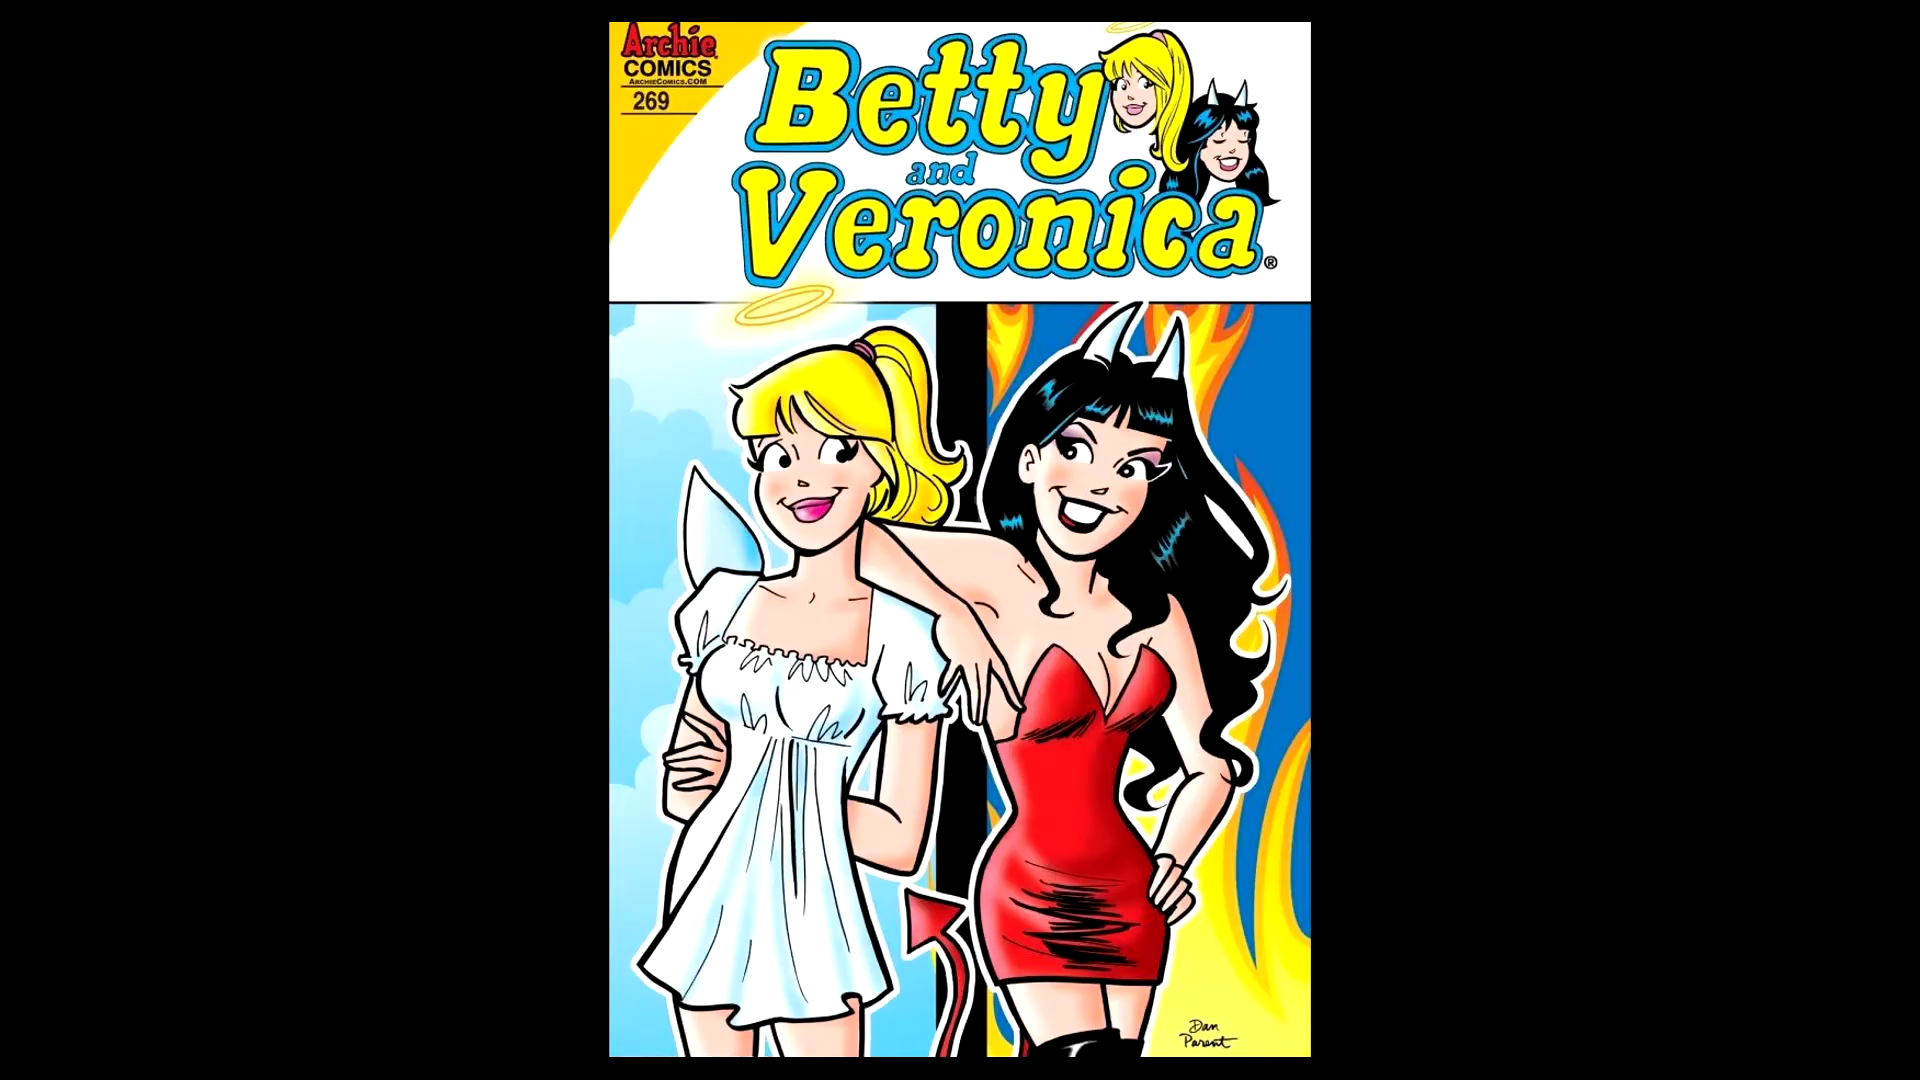 Archie
COMICS
ARCHIECOMICS.COM
269
Betty
and
Veronica®
Dan
Parent